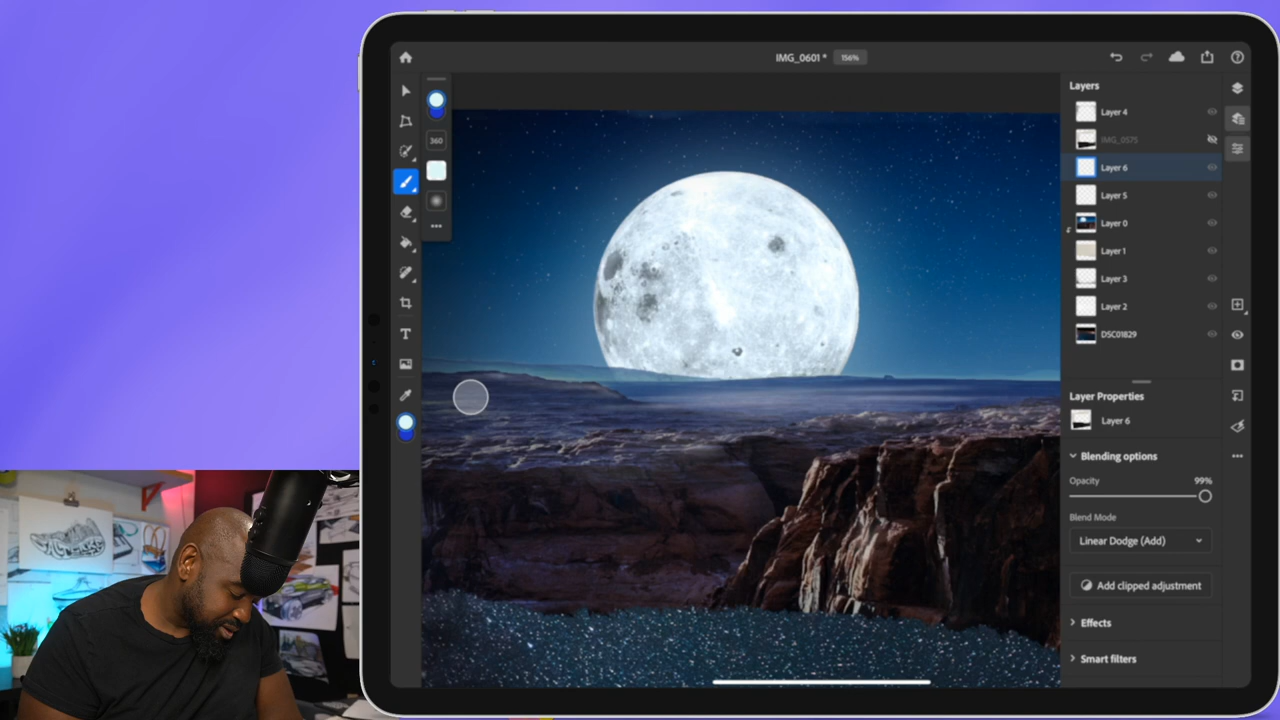 IMG_0601 * 156%
Layers
Layer 4
IMG_0575
360
Layer 6
Layer 5
Layer 0
Layer 1
Layer 3
Layer 2
DSC01829
Layer Properties
Layer 6
Blending options
Opacity 99%
Blend Mode
Linear Dodge (Add)
Add clipped adjustment
Effects
Smart filters